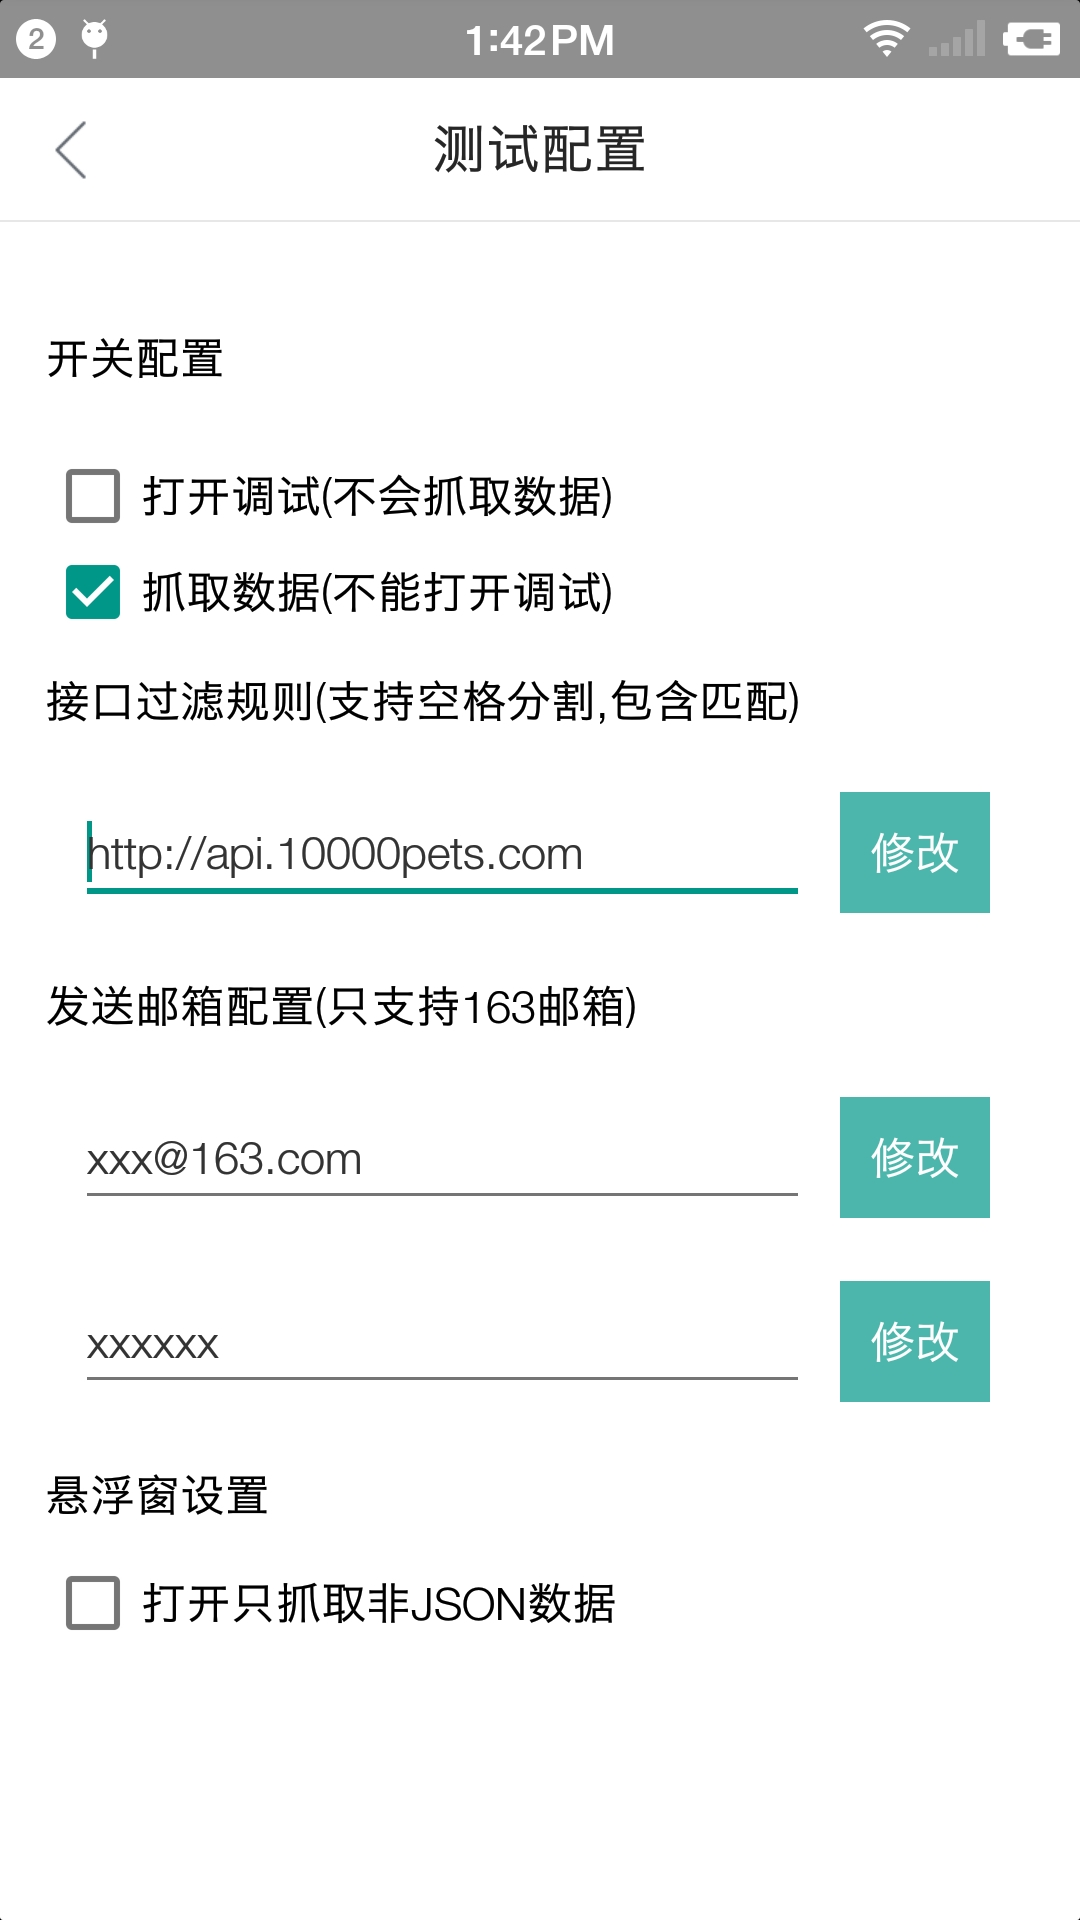 2
1:42PM
测试配置
开关配置
打开调试(不会抓取数据)
抓取数据(不能打开调试)
接口过滤规则(支持空格分割,包含匹配)
http://api.10000pets.com
修改
发送邮箱配置(只支持163邮箱)
xxx@163.com
修改
xxxxxx
修改
悬浮窗设置
打开只抓取非JSON数据